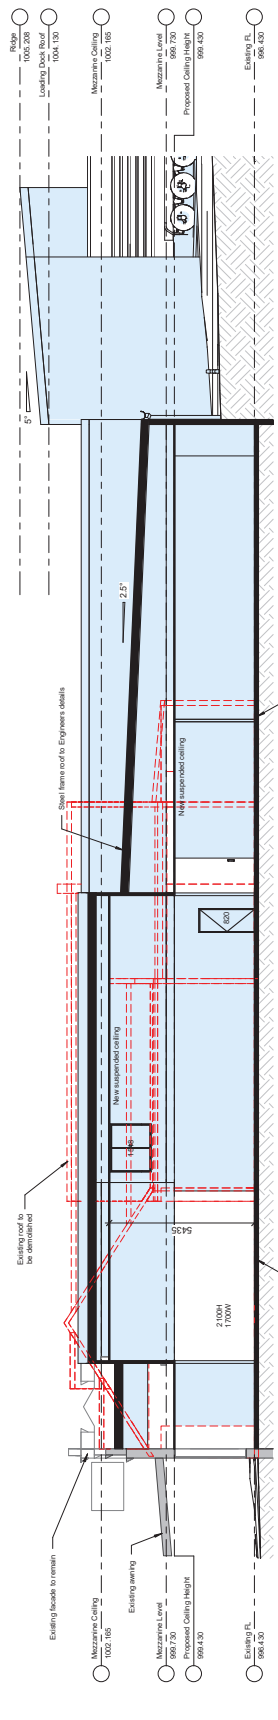 Ridge
1005.208
Loading Dock Roof
1004.130
Mezzanine Ceiling
1002.165
Mezzanine Level
999.730
Proposed Ceiling Height
999.430
Existing FL
996.430
5°
2.5°
Steel frame roof to Engineers details
New suspended ceiling
820
New suspended ceiling
Existing roof to
be demolished
5435
2100H
1700W
Existing facade to remain
Existing awning
Mezzanine Ceiling
1002.165
Mezzanine Level
999.730
Proposed Ceiling Height
999.430
Existing FL
996.430